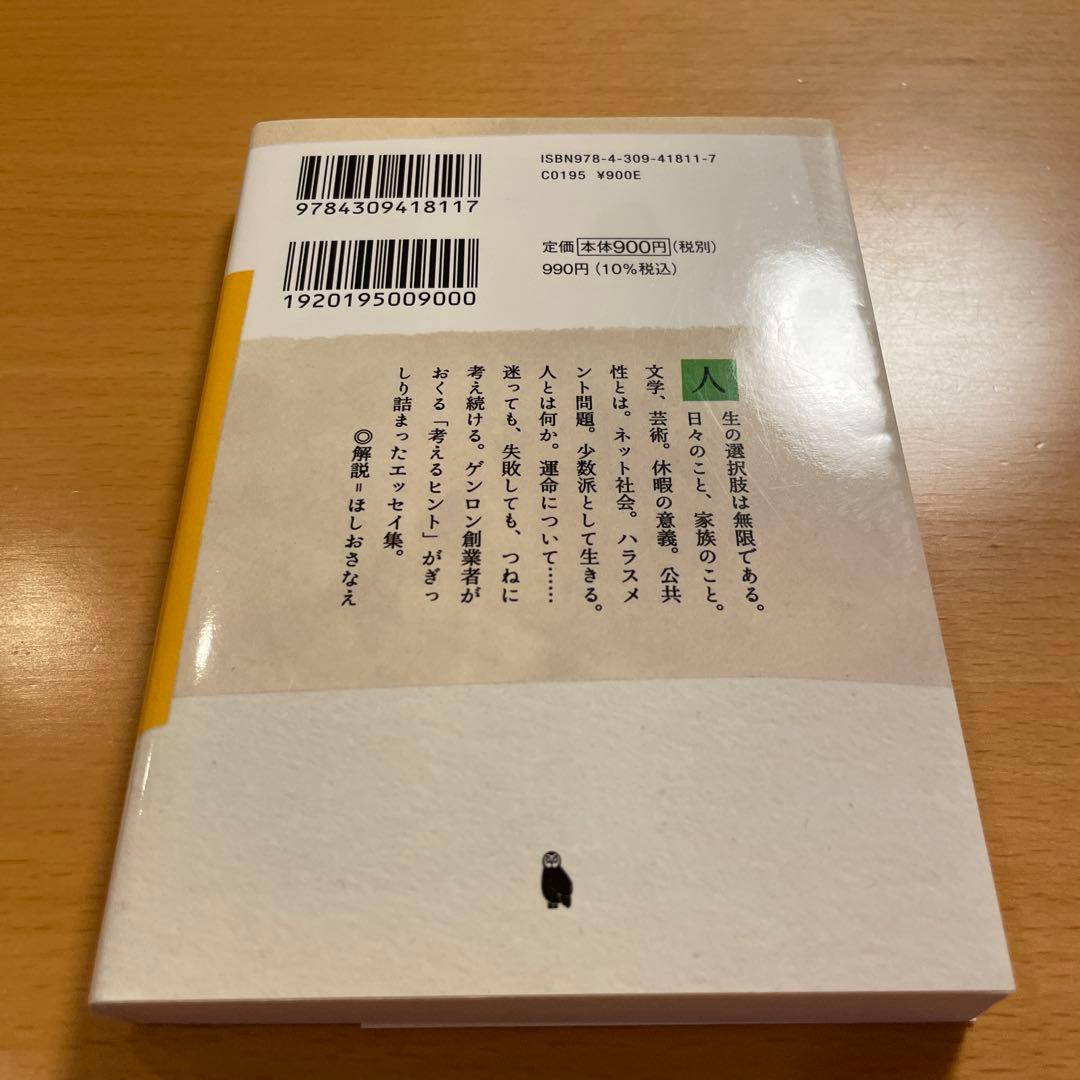 9784309418117
1920195009000
ISBN978-4-309-41811-7
C0195 ¥900E
定価 本体900円 (税別)
990円 (10%税込)
人生の選択肢は無限である。
日々のこと、家族のこと。
文学、芸術。休暇の意義。公共
性とは。ネット社会。ハラスメ
ント問題。少数派として生きる。
人とは何か。運命について……
迷っても、失敗しても、つねに
考え続ける。ゲンロン創業者が
おくる「考えるヒント」がぎっ
しり詰まったエッセイ集。
◎解説=ほしおさなえ